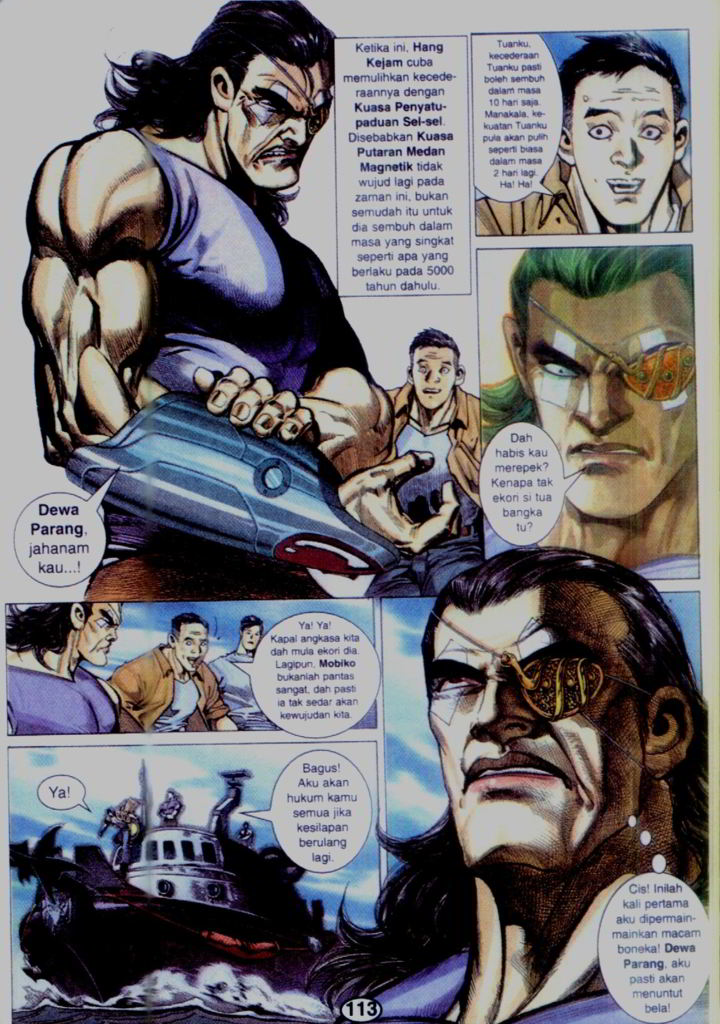 Ketika ini, Hang
Kejam cuba
memulihkan kecede-
raannya dengan
Kuasa Penyatu-
paduan Sel-sel.
Disebabkan Kuasa
Putaran Medan
Magnetik tidak
wujud lagi pada
zaman ini, bukan
semudah itu untuk
dia sembuh dalam
masa yang singkat
seperti apa yang
berlaku pada 5000
tahun dahulu.
Tuanku,
kecederaan
Tuanku pasti
boleh sembuh
dalam masa
10 hari saja.
Manakala, ke-
kuatan Tuanku
akan pulih
seperti biasa
dalam masa
2 hari lagi.
Ha! Ha!
Dewa
Parang,
jahanam
kau...!
Dah
habis kau
merepek?
Kenapa tak
ekori si tua
bangka
tu?
Ya! Ya!
Kapal angkasa kita
dah mula ekori dia.
Lagipun, Mobiko
bukanlah pantas
sangat, dah pasti
ia tak sedar akan
kewujudan kita.
Ya!
Bagus!
Aku akan
hukum kamu
semua jika
kesilapan
berulang
lagi.
Cis! Inilah
kali pertama
aku dipermain-
mainkan macam
boneka! Dewa
Parang, aku
pasti akan
menuntut
bela!
113